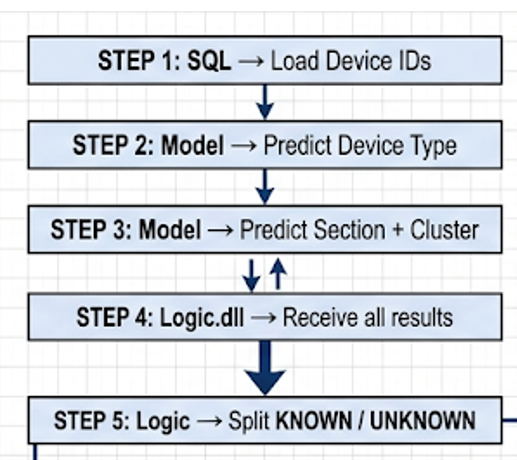 STEP 1: SQL → Load Device IDs
STEP 2: Model → Predict Device Type
STEP 3: Model → Predict Section + Cluster
STEP 4: Logic.dll → Receive all results
STEP 5: Logic → Split KNOWN / UNKNOWN